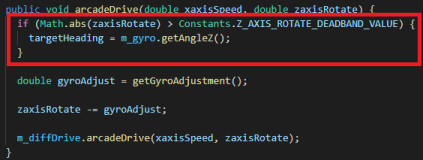 public void arcadeDrive(double xaxisSpeed, double zaxisRotate) {
if (Math.abs(zaxisRotate) > Constants.Z_AXIS_ROTATE_DEADBAND_VALUE) {
targetHeading = m_gyro.getAngleZ();
}
double gyroAdjust = getGyroAdjustment();
zaxisRotate -= gyroAdjust;
m_diffDrive.arcadeDrive(xaxisSpeed, zaxisRotate);
}